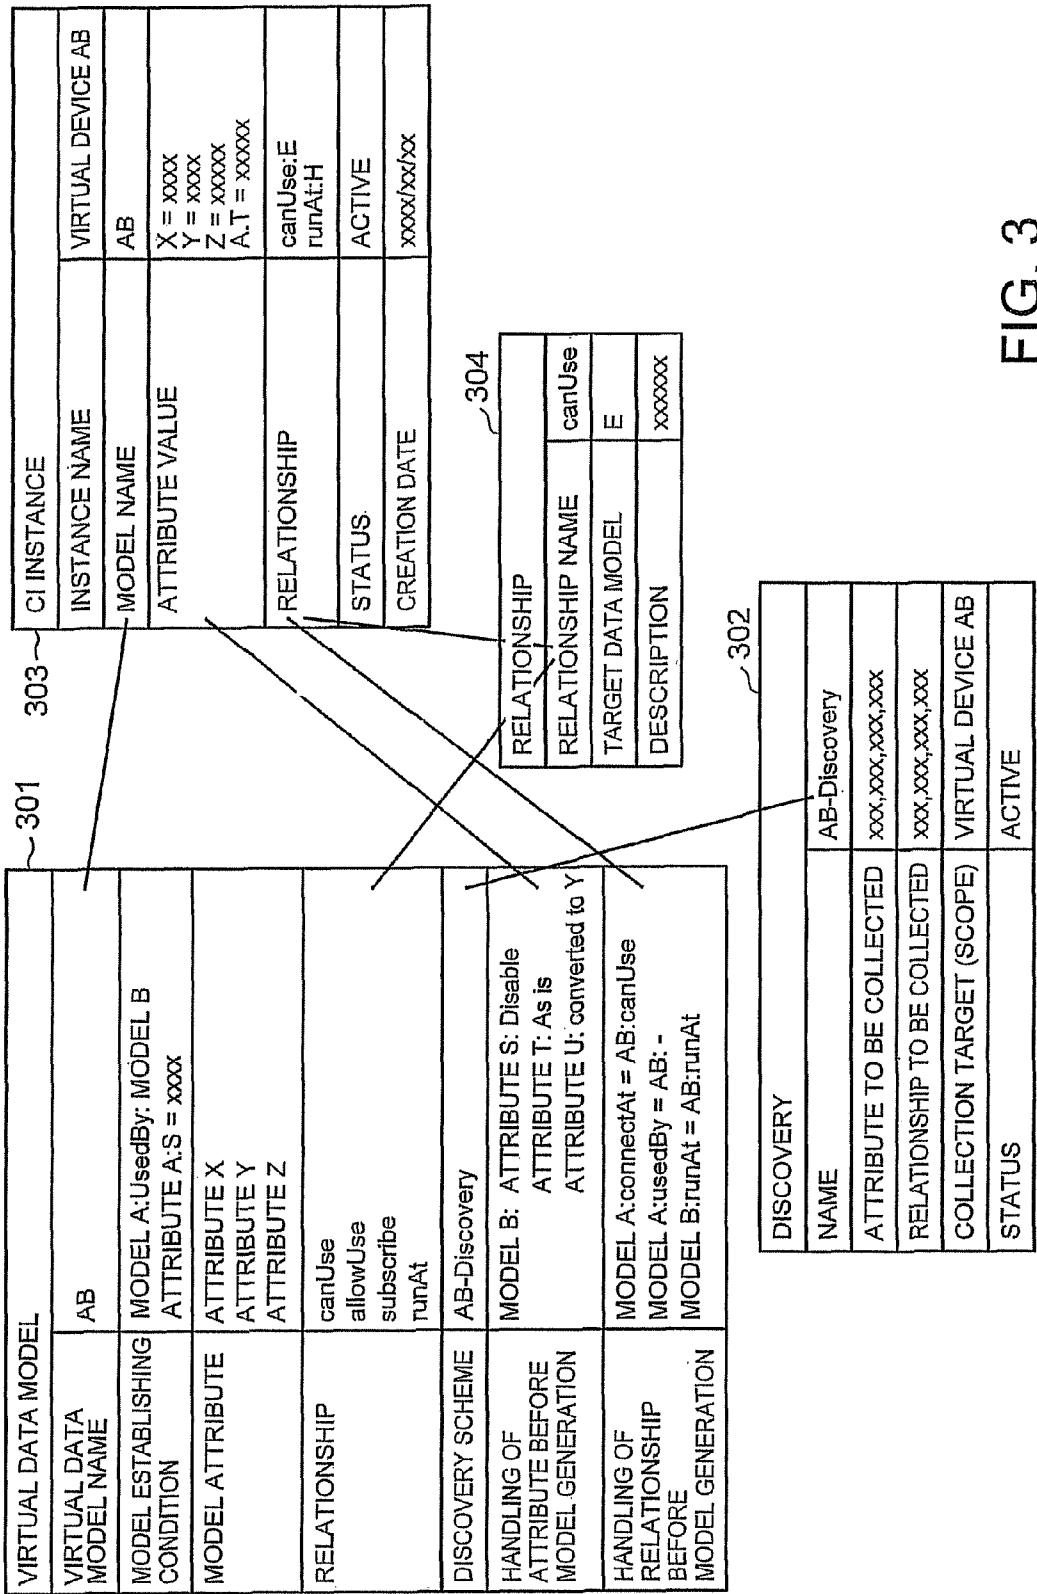 301
VIRTUAL DATA MODEL
VIRTUAL DATA
MODEL NAME
AB
MODEL ESTABLISHING
CONDITION
MODEL A:UsedBy: MODEL B
ATTRIBUTE A:S = xxxx
MODEL ATTRIBUTE
ATTRIBUTE X
ATTRIBUTE Y
ATTRIBUTE Z
RELATIONSHIP
canUse
allowUse
subscribe
runAt
DISCOVERY SCHEME
AB-Discovery
HANDLING OF
ATTRIBUTE BEFORE
MODEL GENERATION
MODEL B: ATTRIBUTE S: Disable
ATTRIBUTE T: As is
ATTRIBUTE U: converted to Y
HANDLING OF
RELATIONSHIP
BEFORE
MODEL GENERATION
MODEL A:connectAt = AB:canUse
MODEL A:usedBy = AB: -
MODEL B:runAt = AB:runAt
303
CI INSTANCE
INSTANCE NAME
VIRTUAL DEVICE AB
MODEL NAME
AB
ATTRIBUTE VALUE
X = xxxx
Y = xxxx
Z = xxxxx
A.T = xxxxx
RELATIONSHIP
canUse:E
runAt:H
STATUS
ACTIVE
CREATION DATE
xxxx/xx/xx
304
RELATIONSHIP
RELATIONSHIP NAME
canUse
TARGET DATA MODEL
E
DESCRIPTION
xxxxxx
302
DISCOVERY
NAME
AB-Discovery
ATTRIBUTE TO BE COLLECTED
xxx,xxx,xxx,xxx
RELATIONSHIP TO BE COLLECTED
xxx,xxx,xxx,xxx
COLLECTION TARGET (SCOPE)
VIRTUAL DEVICE AB
STATUS
ACTIVE
FIG. 3